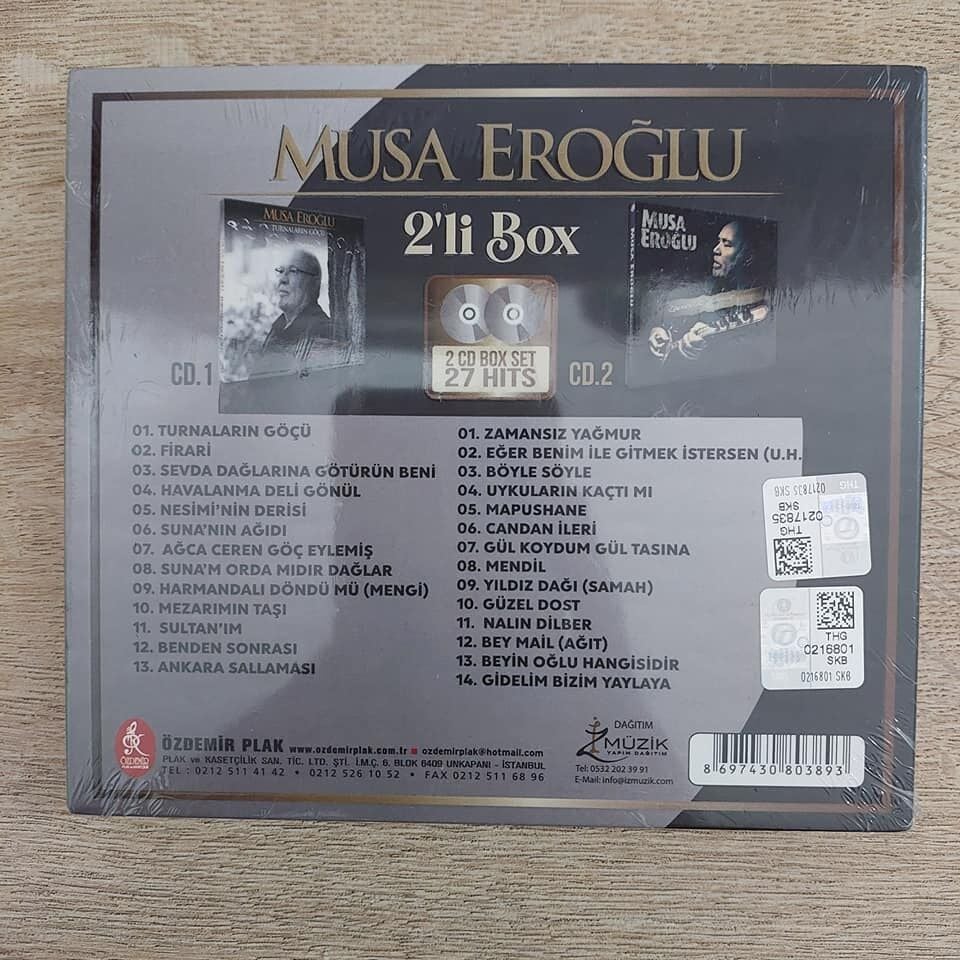 MUSA EROĞLU
2'li Box
MUSA EROĞLU
TURNALARIN GÖÇÜ
MUSA
EROĞLU
MUSA EROĞLU
2 CD BOX SET
27 HITS
CD.1
CD.2
01. TURNALARIN GÖÇÜ
02. FİRARİ
03. SEVDA DAĞLARINA GÖTÜRÜN BENİ
04. HAVALANMA DELİ GÖNÜL
05. NESİMİ'NİN DERİSİ
06. SUNA'NIN AĞIDI
07. AĞCA CEREN GÖÇ EYLEMİŞ
08. SUNA'M ORDA MIDIR DAĞLAR
09. HARMANDALI DÖNDÜ MÜ (MENGİ)
10. MEZARIMIN TAŞI
11. SULTAN'IM
12. BENDEN SONRASI
13. ANKARA SALLAMASI
01. ZAMANSIZ YAĞMUR
02. EĞER BENİM İLE GİTMEK İSTERSEN (U.H.
03. BÖYLE SÖYLE
04. UYKULARIN KAÇTI MI
05. MAPUSHANE
06. CANDAN İLERİ
07. GÜL KOYDUM GÜL TASINA
08. MENDİL
09. YILDIZ DAĞI (SAMAH)
10. GÜZEL DOST
11. NALIN DİLBER
12. BEY MAİL (AĞIT)
13. BEYİN OĞLU HANGİSİDİR
14. GİDELİM BİZİM YAYLAYA
THG
0217835 SKB
THG
0217835
SKB
THG
0216801
SKB
0216801 SKB
ÖZDEMİR
ÖZDEMİR PLAK www.ozdemirplak.com.tr ■ ozdemirplak@hotmail.com
PLAK ve KASETÇİLİK SAN. TİC. LTD. ŞTİ. İ.M.Ç. 6. BLOK 6409 UNKAPANI - İSTANBUL
TEL : 0212 511 41 42 • 0212 526 10 52 • FAX 0212 511 68 96
DAĞITIM
MÜZİK
YAPIM DAĞITIM
Tel: 0532 202 39 91
E-Mail: info@izmuzik.com
8 697430 803893